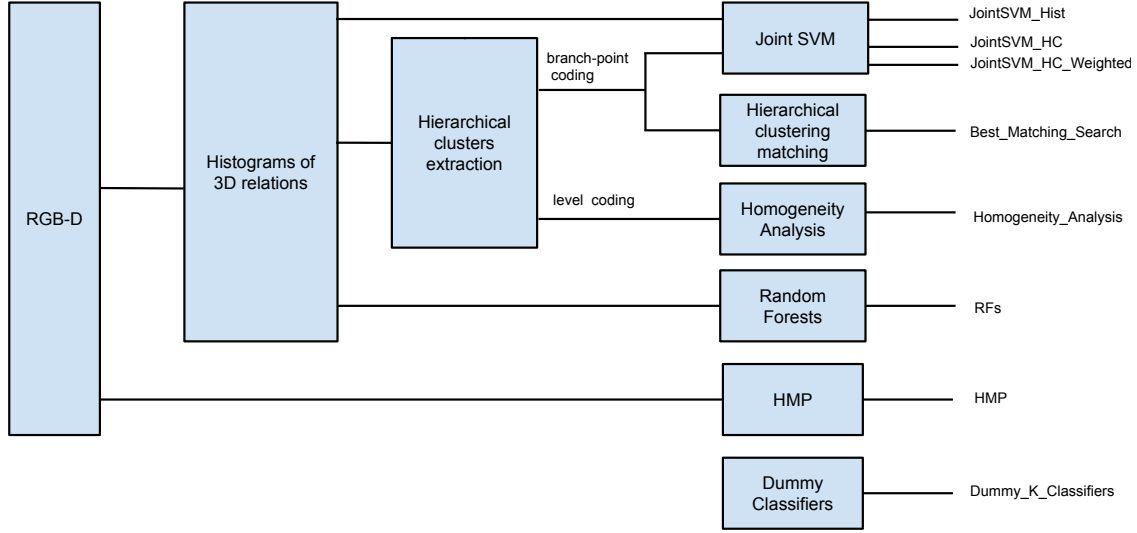 RGB-D
Histograms of
3D relations
Hierarchical
clusters
extraction
branch-point
coding
level coding
Joint SVM
Hierarchical
clustering
matching
Homogeneity
Analysis
Random
Forests
HMP
Dummy
Classifiers
JointSVM_Hist
JointSVM_HC
JointSVM_HC_Weighted
Best_Matching_Search
Homogeneity_Analysis
RFs
HMP
Dummy_K_Classifiers